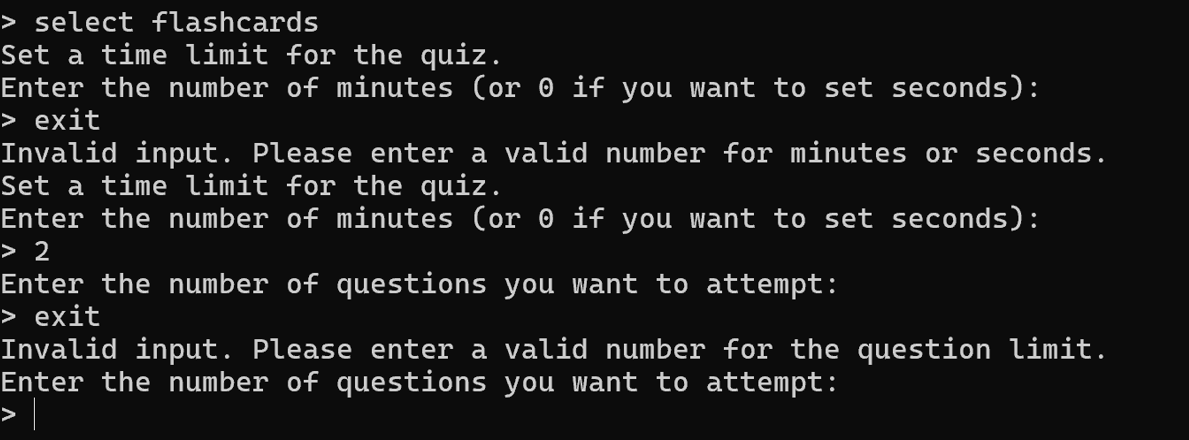 > select flashcards
Set a time limit for the quiz.
Enter the number of minutes (or 0 if you want to set seconds):
> exit
Invalid input. Please enter a valid number for minutes or seconds.
Set a time limit for the quiz.
Enter the number of minutes (or 0 if you want to set seconds):
> 2
Enter the number of questions you want to attempt:
> exit
Invalid input. Please enter a valid number for the question limit.
Enter the number of questions you want to attempt:
>